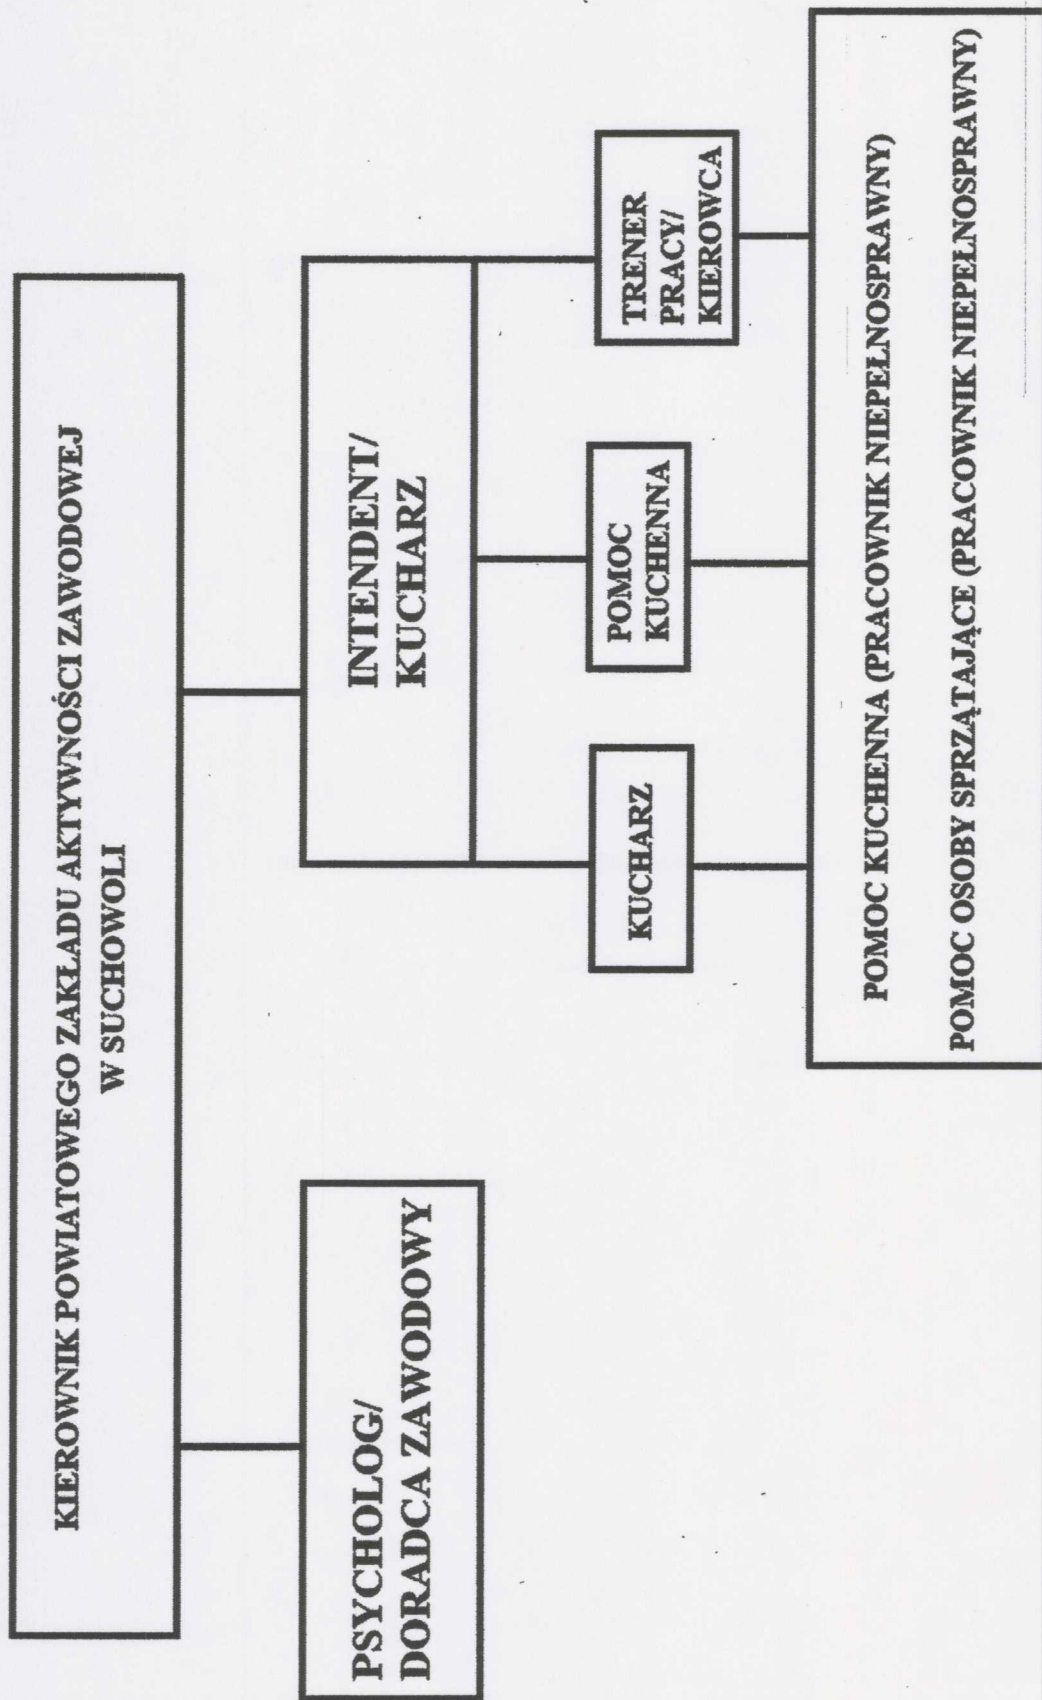 KIEROWNIK POWIATOWEGO ZAKŁADU AKTYWNOŚCI ZAWODOWEJ
W SUCHOWOLI
PSYCHOLOG/
DORADCA ZAWODOWY
INTENDENT/
KUCHARZ
KUCHARZ
POMOC
KUCHENNA
TRENER
PRACY/
KIEROWCA
POMOC KUCHENNA (PRACOWNIK NIEPEŁNOSPRAWNY)
POMOC OSOBY SPRZĄTAJĄCE (PRACOWNIK NIEPEŁNOSPRAWNY)